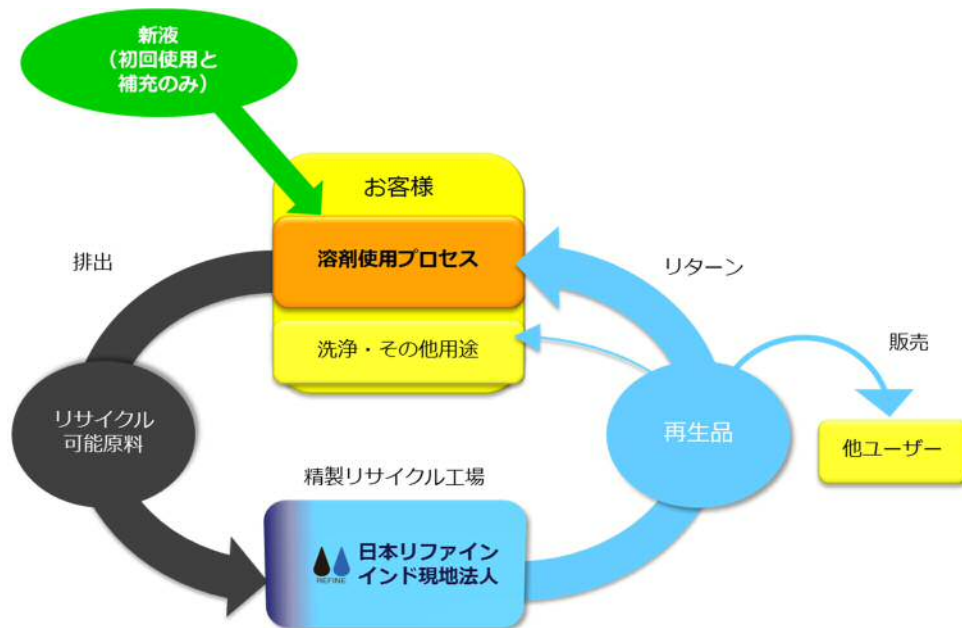 新液
（初回使用と
補充のみ）
お客様
溶剤使用プロセス
排出
リターン
洗浄・その他用途
販売
リサイクル
可能原料
再生品
他ユーザー
精製リサイクル工場
日本リファイン
インド現地法人
REFINE